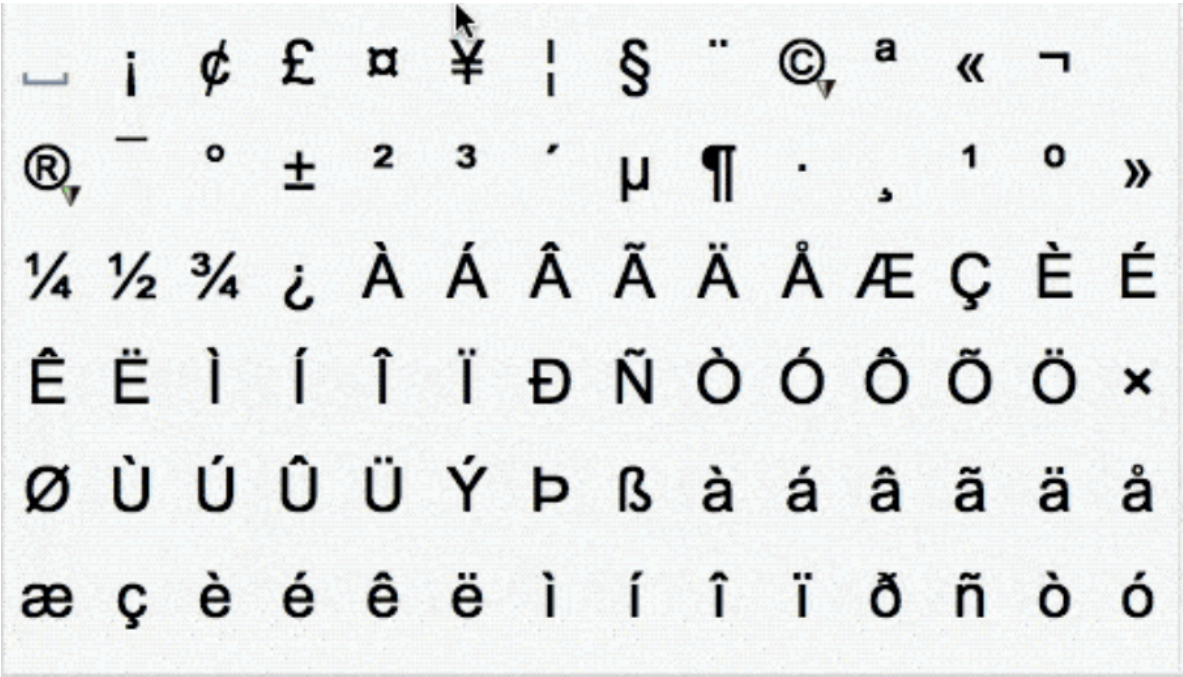 ¡ ¢ £ ¤ ¥ ¦ § ¨ © ª « ¬
® ¯ ° ± ² ³ ´ µ ¶ · ¸ ¹ º »
¼ ½ ¾ ¿ À Á Â Ã Ä Å Æ Ç È É
Ê Ë Ì Í Î Ï Ð Ñ Ò Ó Ô Õ Ö ×
Ø Ù Ú Û Ü Ý Þ ß à á â ã ä å
æ ç è é ê ë ì í î ï ð ñ ò ó